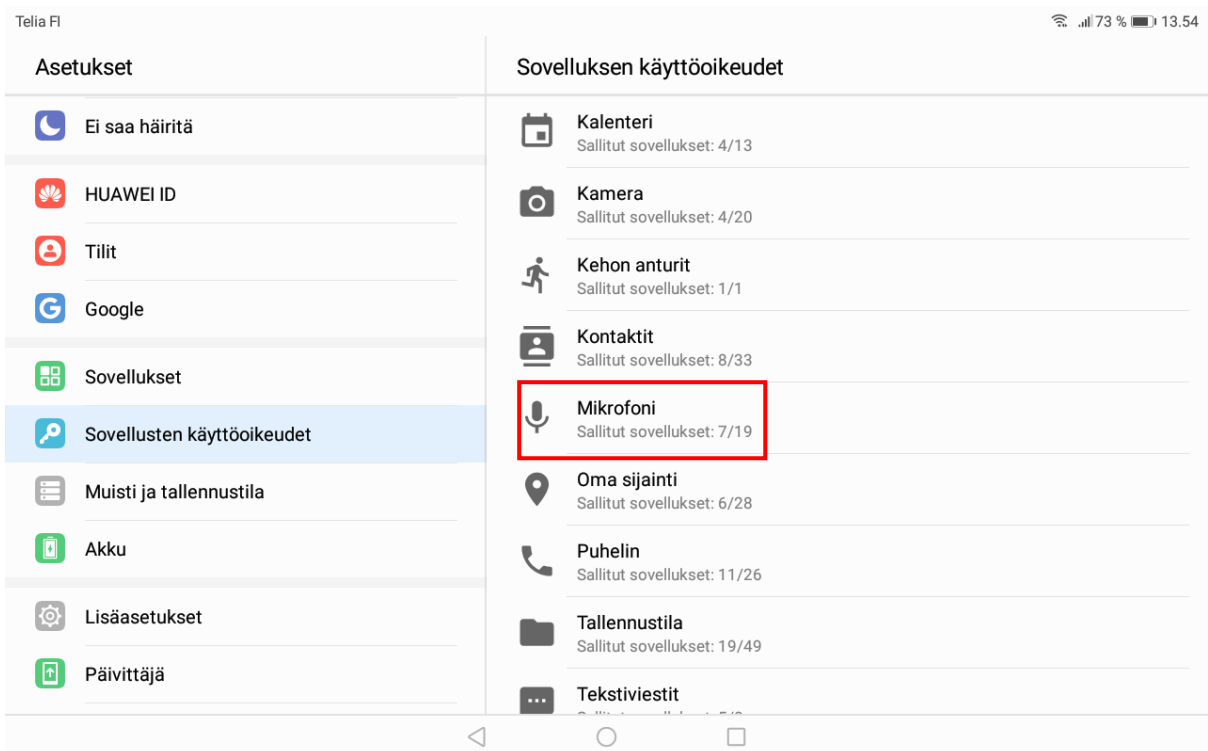 Telia FI
73 % 13.54
Asetukset
Ei saa häiritä
HUAWEI ID
Tilit
Google
Sovellukset
Sovellusten käyttöoikeudet
Muisti ja tallennustila
Akku
Lisäasetukset
Päivittäjä
Sovelluksen käyttöoikeudet
Kalenteri
Sallitut sovellukset: 4/13
Kamera
Sallitut sovellukset: 4/20
Kehon anturit
Sallitut sovellukset: 1/1
Kontaktit
Sallitut sovellukset: 8/33
Mikrofoni
Sallitut sovellukset: 7/19
Oma sijainti
Sallitut sovellukset: 6/28
Puhelin
Sallitut sovellukset: 11/26
Tallennustila
Sallitut sovellukset: 19/49
Tekstiviestit